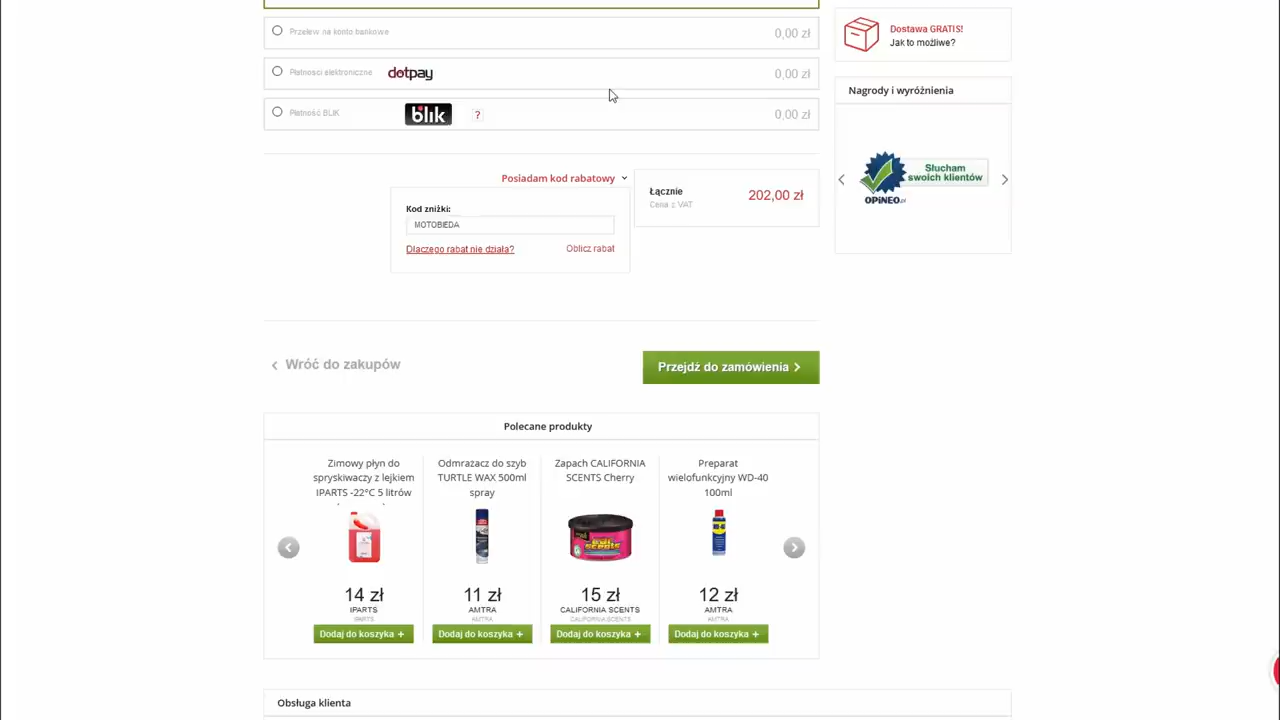 Przelew na konto bankowe
0,00 zł
Płatności elektroniczne
dotpay
0,00 zł
Płatność BLIK
blik
?
0,00 zł
Posiadam kod rabatowy
Kod zniżki:
MOTOBIEDA
Dlaczego rabat nie działa?
Oblicz rabat
Łącznie
Cena z VAT
202,00 zł
Wróć do zakupów
Przejdź do zamówienia
Dostawa GRATIS!
Jak to możliwe?
Nagrody i wyróżnienia
Słucham
swoich klientów
OPINEO.pl
Polecane produkty
Zimowy płyn do
spryskiwaczy z lejkiem
IPARTS -22°C 5 litrów
14 zł
IPARTS
IPARTS
Dodaj do koszyka +
Odmrażacz do szyb
TURTLE WAX 500ml
spray
11 zł
AMTRA
AMTRA
Dodaj do koszyka +
Zapach CALIFORNIA
SCENTS Cherry
15 zł
CALIFORNIA SCENTS
CALIFORNIA SCENTS
Dodaj do koszyka +
Preparat
wielofunkcyjny WD-40
100ml
12 zł
AMTRA
AMTRA
Dodaj do koszyka +
Obsługa klienta